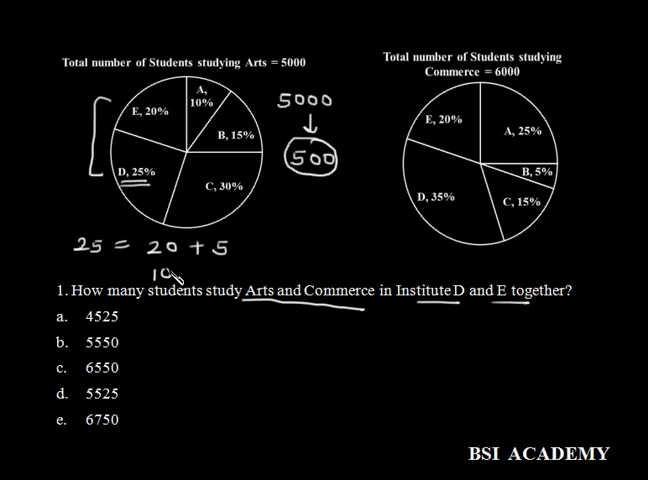 Total number of Students studying Arts = 5000
Total number of Students studying
Commerce = 6000
A,
10%
E, 20%
B, 15%
D, 25%
C, 30%
5000
500
E, 20%
A, 25%
B, 5%
D, 35%
C, 15%
25 = 20 + 5
10
1. How many students study Arts and Commerce in Institute D and E together?
a. 4525
b. 5550
c. 6550
d. 5525
e. 6750
BSI ACADEMY